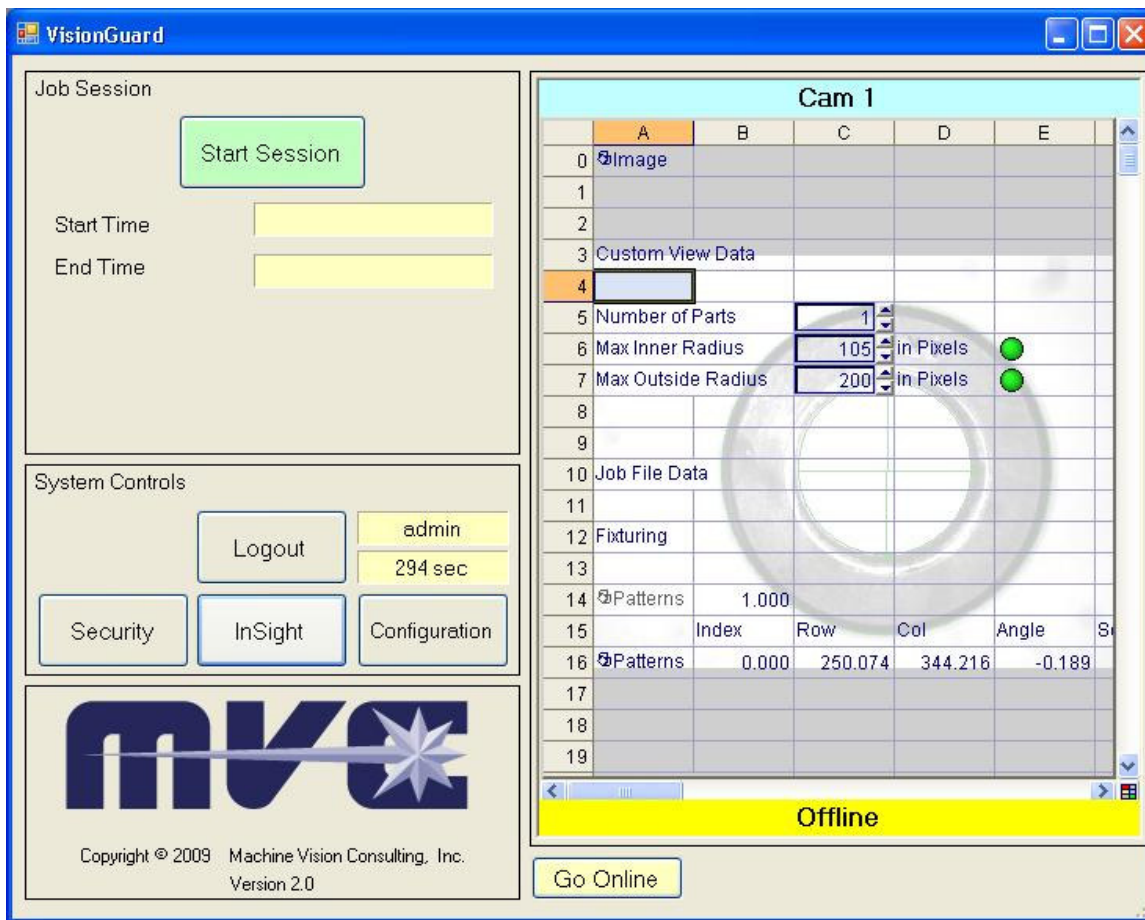 VisionGuard
Job Session
Start Session
Start Time
End Time
System Controls
Logout
admin
294 sec
Security
InSight
Configuration
MVC
Copyright © 2009 Machine Vision Consulting, Inc.
Version 2.0
Cam 1
A B C D E
0 Image
1
2
3 Custom View Data
4
5 Number of Parts 1
6 Max Inner Radius 105 in Pixels
7 Max Outside Radius 200 in Pixels
8
9
10 Job File Data
11
12 Fixturing
13
14 Patterns 1.000
15 Index Row Col Angle
16 Patterns 0.000 250.074 344.216 -0.189
17
18
19
Offline
Go Online